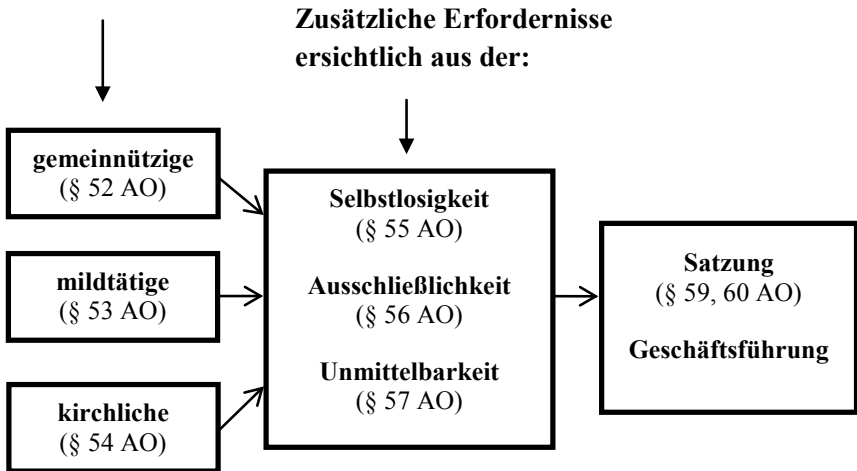 Zusätzliche Erfordernisse
ersichtlich aus der:
gemeinnützige
(§ 52 AO)
mildtätige
(§ 53 AO)
kirchliche
(§ 54 AO)
Selbstlosigkeit
(§ 55 AO)
Ausschließlichkeit
(§ 56 AO)
Unmittelbarkeit
(§ 57 AO)
Satzung
(§ 59, 60 AO)
Geschäftsführung